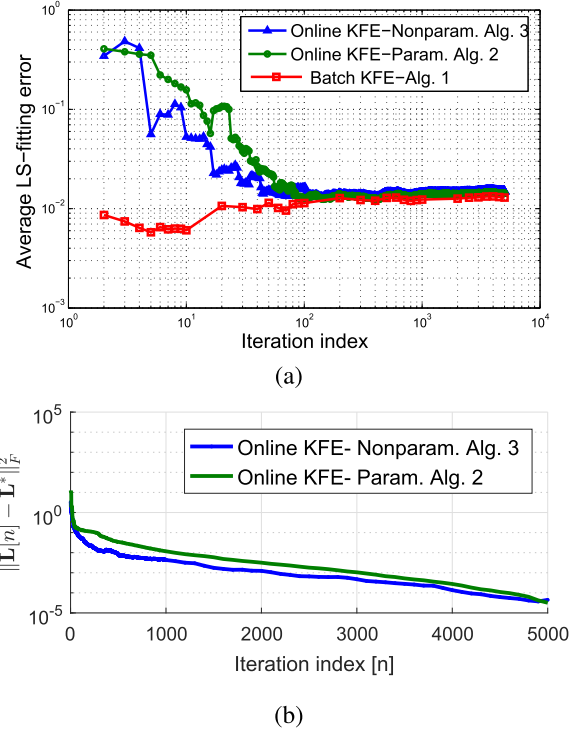 10^0
10^-1
10^-2
10^-3
Average LS-fitting error
Online KFE-Nonparam. Alg. 3
Online KFE-Param. Alg. 2
Batch KFE-Alg. 1
10^0 10^1 10^2 10^3 10^4
Iteration index
(a)
10^5
10^0
10^-5
||L[n] − L*||_F^2
Online KFE- Nonparam. Alg. 3
Online KFE- Param. Alg. 2
0 1000 2000 3000 4000 5000
Iteration index [n]
(b)